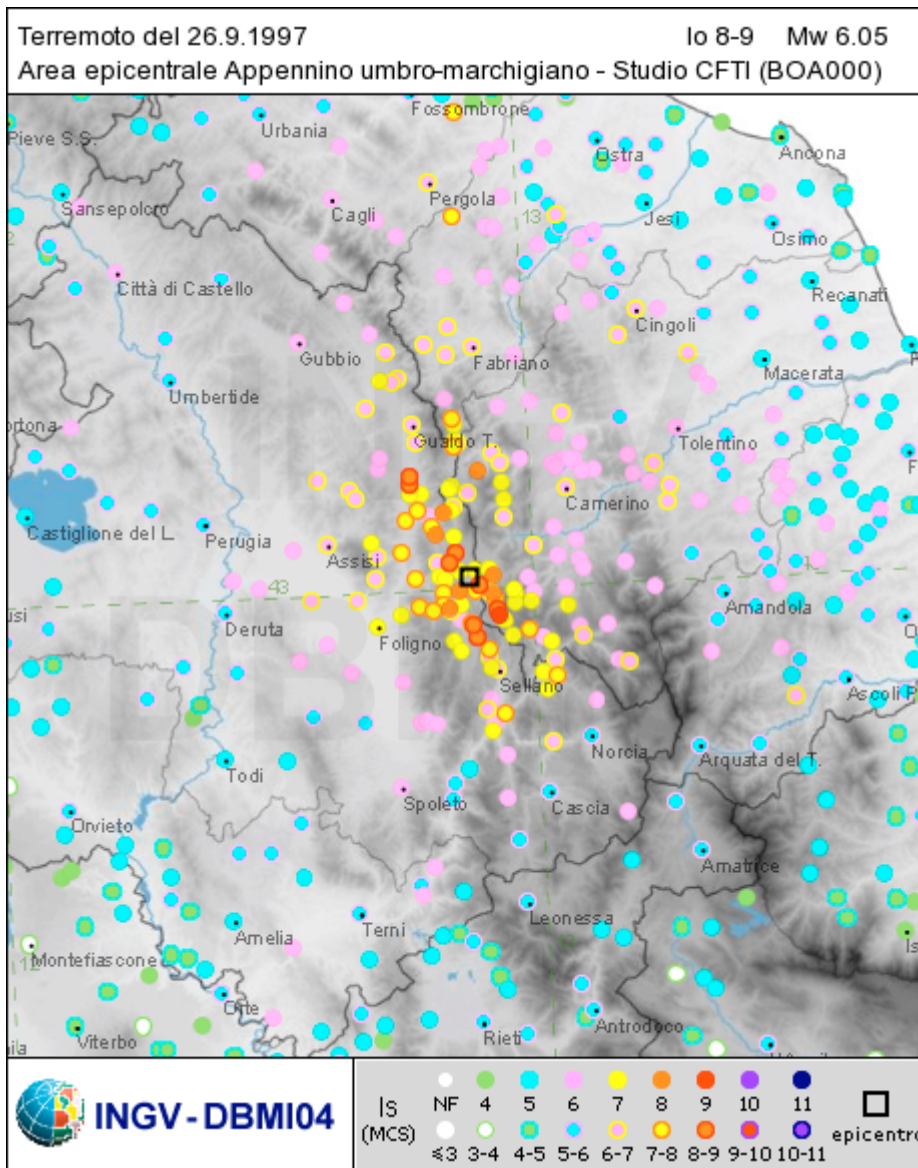 Terremoto del 26.9.1997 Io 8-9 Mw 6.05
Area epicentrale Appennino umbro-marchigiano - Studio CFTI (BOA000)
Fossombrone
Urbania
Pieve S.S.
Ostra
Ancona
Sansepolcro
Cagli
Pergola
13
Jesi
Osimo
Città di Castello
Recanati
Cingoli
Gubbio
Fabriano
Macerata
Umbertide
ortona
Gualdo T.
Tolentino
Camerino
Castiglione del L.
Perugia
Assisi
43
Amandola
usi
Deruta
Foligno
Sellano
Ascoli P
Norcia
Arquata del T.
Todi
Spoleto
Cascia
Orvieto
Amatrice
Leonessa
Amelia
Terni
Montefiascone
12
Is
Orte
Antrodoco
Viterbo
Rieti
INGV-DBMI04
Is NF 4 5 6 7 8 9 10 11
(MCS) ≤3 3-4 4-5 5-6 6-7 7-8 8-9 9-10 10-11 epicentro